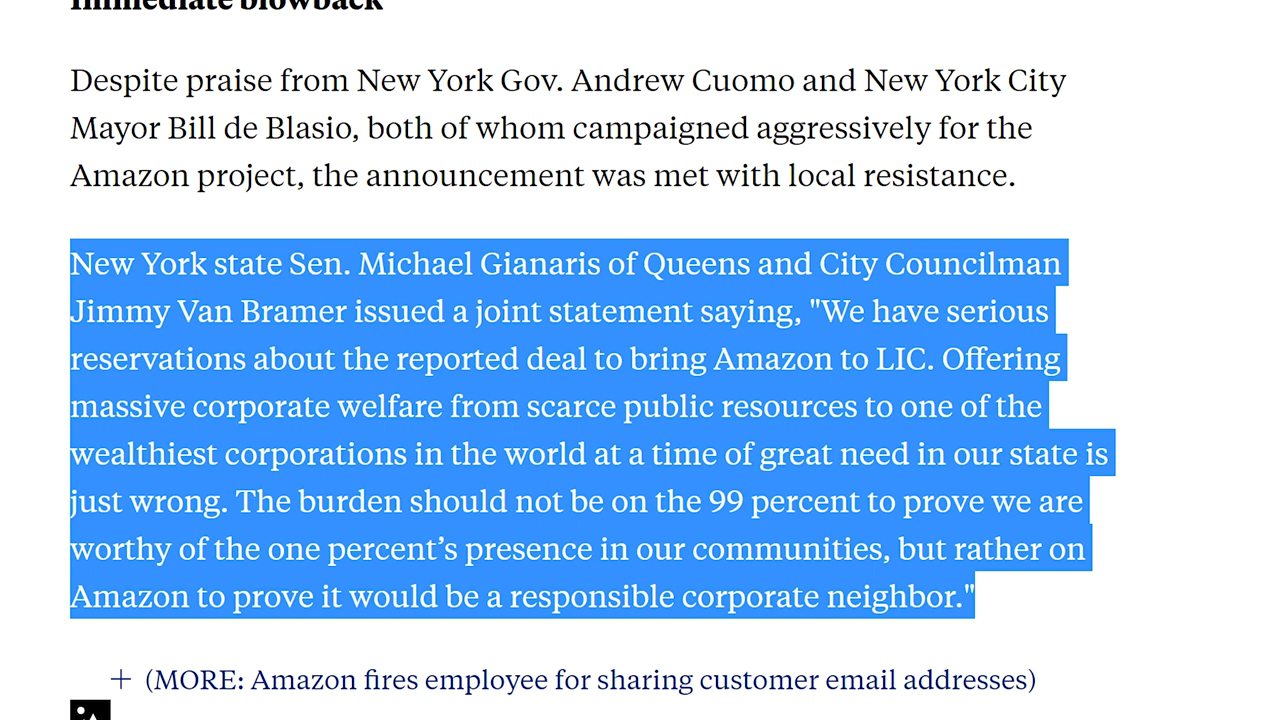 Immediate blowback
Despite praise from New York Gov. Andrew Cuomo and New York City
Mayor Bill de Blasio, both of whom campaigned aggressively for the
Amazon project, the announcement was met with local resistance.
New York state Sen. Michael Gianaris of Queens and City Councilman
Jimmy Van Bramer issued a joint statement saying, "We have serious
reservations about the reported deal to bring Amazon to LIC. Offering
massive corporate welfare from scarce public resources to one of the
wealthiest corporations in the world at a time of great need in our state is
just wrong. The burden should not be on the 99 percent to prove we are
worthy of the one percent’s presence in our communities, but rather on
Amazon to prove it would be a responsible corporate neighbor."
+ (MORE: Amazon fires employee for sharing customer email addresses)